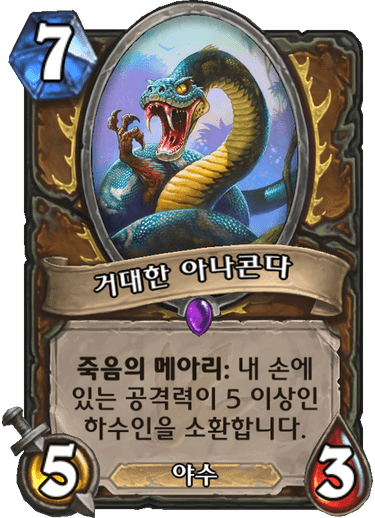 7
거대한 아나콘다
죽음의 메아리: 내 손에
있는 공격력이 5 이상인
하수인을 소환합니다.
5
야수
3